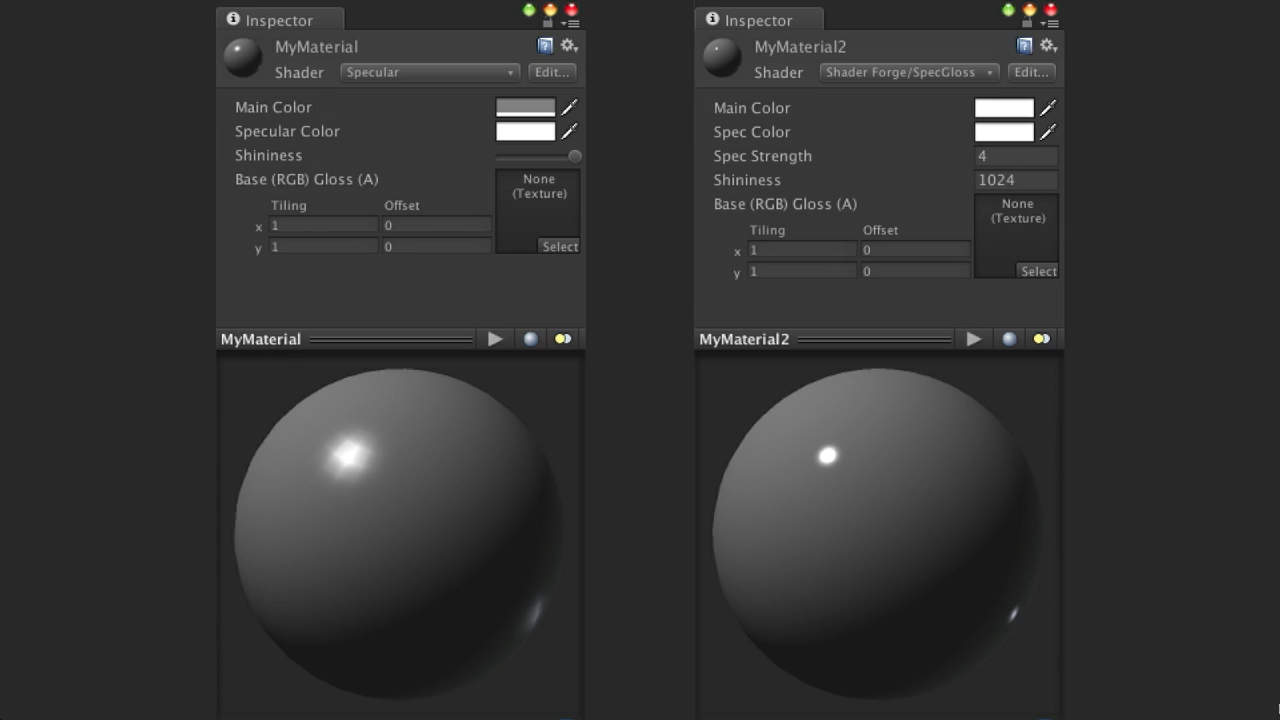 Inspector
MyMaterial
Shader Specular Edit...
Main Color
Specular Color
Shininess
Base (RGB) Gloss (A)
None
(Texture)
Tiling Offset
x 1 0
y 1 0
Select
MyMaterial
Inspector
MyMaterial2
Shader Shader Forge/SpecGloss Edit...
Main Color
Spec Color
Spec Strength 4
Shininess 1024
Base (RGB) Gloss (A)
None
(Texture)
Tiling Offset
x 1 0
y 1 0
Select
MyMaterial2